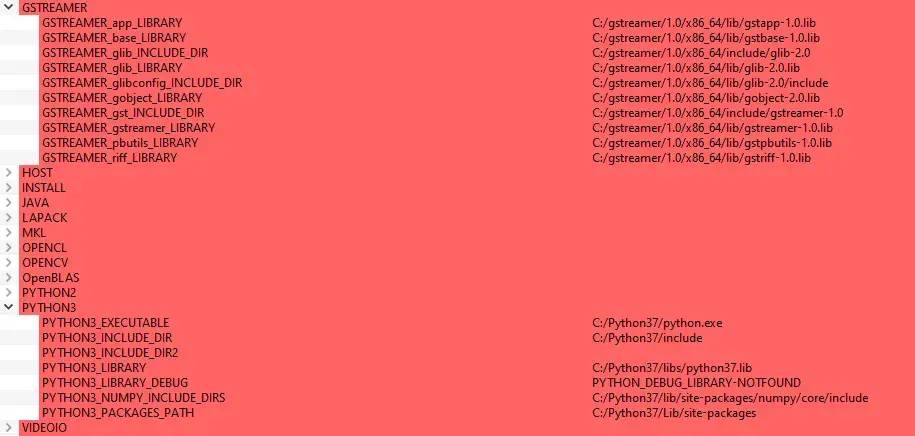 GSTREAMER
GSTREAMER_app_LIBRARY C:/gstreamer/1.0/x86_64/lib/gstapp-1.0.lib
GSTREAMER_base_LIBRARY C:/gstreamer/1.0/x86_64/lib/gstbase-1.0.lib
GSTREAMER_glib_INCLUDE_DIR C:/gstreamer/1.0/x86_64/include/glib-2.0
GSTREAMER_glib_LIBRARY C:/gstreamer/1.0/x86_64/lib/glib-2.0.lib
GSTREAMER_glibconfig_INCLUDE_DIR C:/gstreamer/1.0/x86_64/lib/glib-2.0/include
GSTREAMER_gobject_LIBRARY C:/gstreamer/1.0/x86_64/lib/gobject-2.0.lib
GSTREAMER_gst_INCLUDE_DIR C:/gstreamer/1.0/x86_64/include/gstreamer-1.0
GSTREAMER_gstreamer_LIBRARY C:/gstreamer/1.0/x86_64/lib/gstreamer-1.0.lib
GSTREAMER_pbutils_LIBRARY C:/gstreamer/1.0/x86_64/lib/gstpbutils-1.0.lib
GSTREAMER_riff_LIBRARY C:/gstreamer/1.0/x86_64/lib/gstriff-1.0.lib
HOST
INSTALL
JAVA
LAPACK
MKL
OPENCL
OPENCV
OpenBLAS
PYTHON2
PYTHON3
PYTHON3_EXECUTABLE C:/Python37/python.exe
PYTHON3_INCLUDE_DIR C:/Python37/include
PYTHON3_INCLUDE_DIR2
PYTHON3_LIBRARY C:/Python37/libs/python37.lib
PYTHON3_LIBRARY_DEBUG PYTHON_DEBUG_LIBRARY-NOTFOUND
PYTHON3_NUMPY_INCLUDE_DIRS C:/Python37/lib/site-packages/numpy/core/include
PYTHON3_PACKAGES_PATH C:/Python37/Lib/site-packages
VIDEOIO